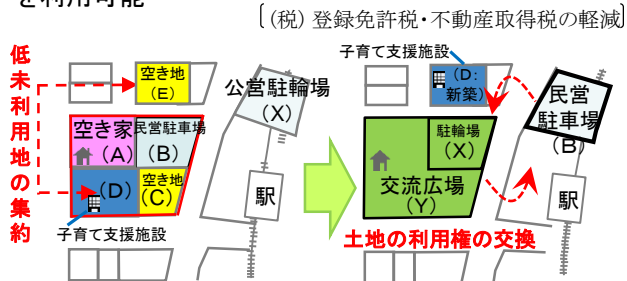 を利用可能
(税)登録免許税・不動産取得税の軽減
低未利用地の集約
空き地
(E)
公営駐輪場
(X)
空き家
(A)
民営駐車場
(B)
(D)
空き地
(C)
駅
子育て支援施設
子育て支援施設
(D:
新築)
民営
駐車場
(B)
駐輪場
(X)
交流広場
(Y)
駅
土地の利用権の交換